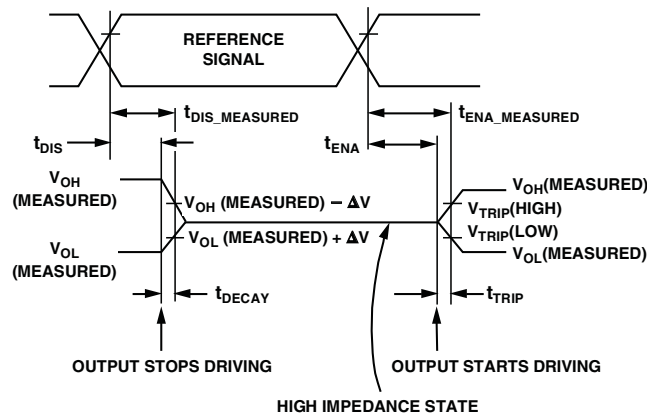 REFERENCE
SIGNAL
tDIS_MEASURED
tENA_MEASURED
tDIS
tENA
VOH
(MEASURED)
VOH (MEASURED) – ΔV
VOH(MEASURED)
VTRIP(HIGH)
VOL
(MEASURED)
VOL (MEASURED) + ΔV
VTRIP(LOW)
VOL(MEASURED)
tDECAY
tTRIP
OUTPUT STOPS DRIVING
OUTPUT STARTS DRIVING
HIGH IMPEDANCE STATE